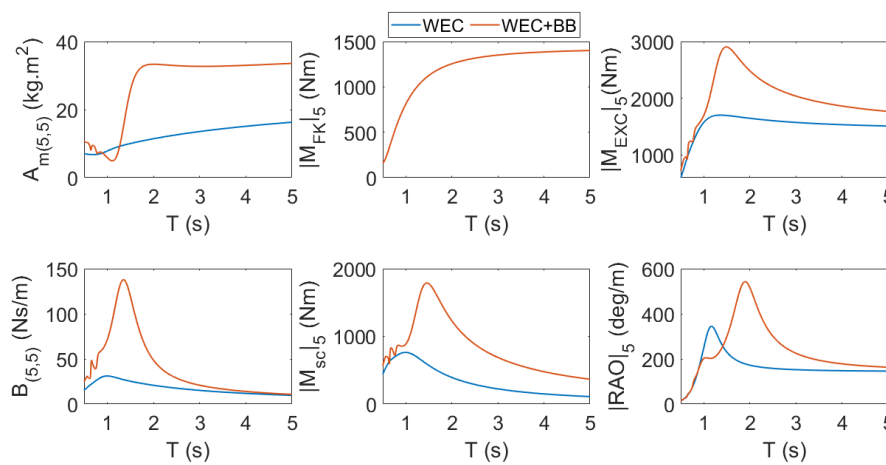 WEC WEC+BB
A_m(5,5) (kg.m²)
40
20
0
1 2 3 4 5
T (s)
|M_FK|_5 (Nm)
1500
1000
500
0
1 2 3 4 5
T (s)
|M_EXC|_5 (Nm)
3000
2000
1000
1 2 3 4 5
T (s)
B_(5,5) (Ns/m)
150
100
50
0
1 2 3 4 5
T (s)
|M_sc|_5 (Nm)
2000
1000
0
1 2 3 4 5
T (s)
|RAO|_5 (deg/m)
600
400
200
0
1 2 3 4 5
T (s)